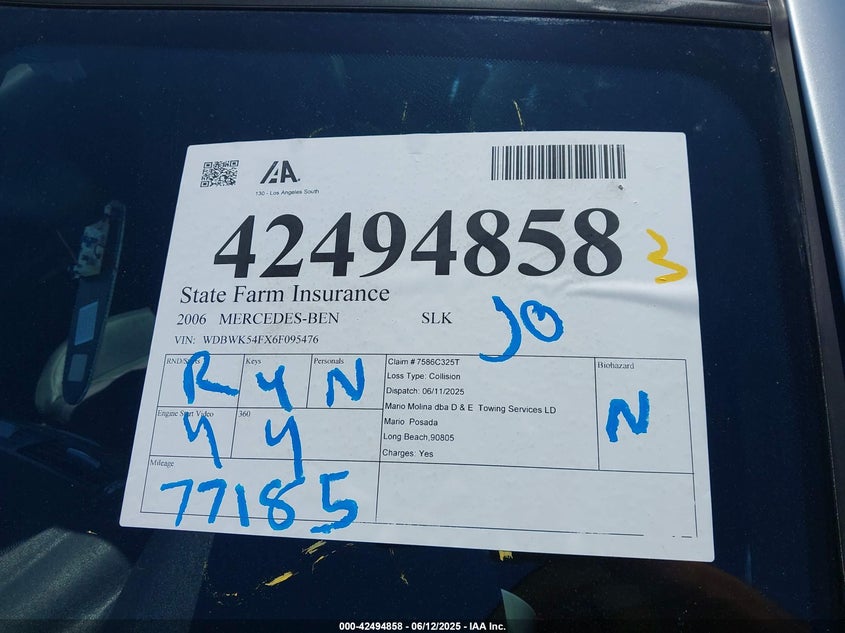 IAA.
130 - Los Angeles South
42494858
3
State Farm Insurance
2006 MERCEDES-BEN SLK
JO
VIN: WDBWK54FX6F095476
R
Keys
Y
Personals
N
Claim # 7586C325T
Loss Type: Collision
Dispatch: 06/11/2025
Mario Molina dba D & E Towing Services LD
Mario Posada
Long Beach,90805
Charges: Yes
Biohazard
N
Engine Start Video
Y
360
Y
Mileage
77185
000-42494858 - 06/12/2025 - IAA Inc.